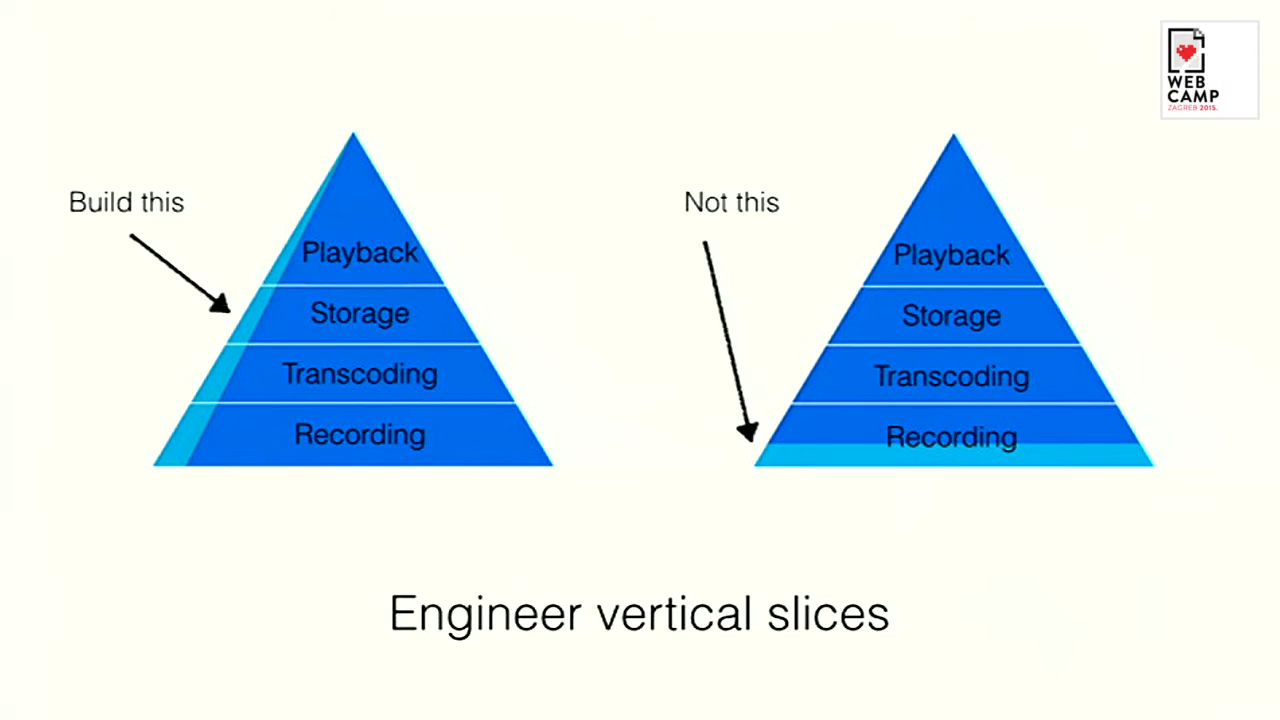 WEB
CAMP
ZAGREB 2015.
Build this
Playback
Storage
Transcoding
Recording
Not this
Playback
Storage
Transcoding
Recording
Engineer vertical slices